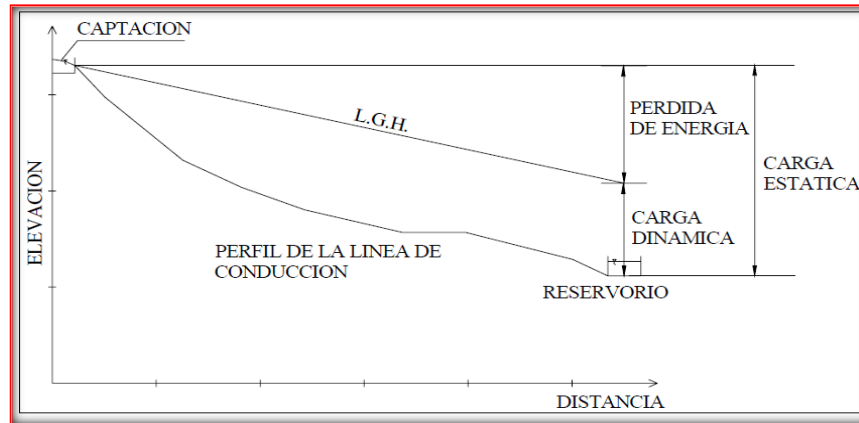 CAPTACION
L.G.H.
PERDIDA
DE ENERGIA
CARGA
ESTATICA
CARGA
DINAMICA
ELEVACION
PERFIL DE LA LINEA DE
CONDUCCION
RESERVORIO
DISTANCIA